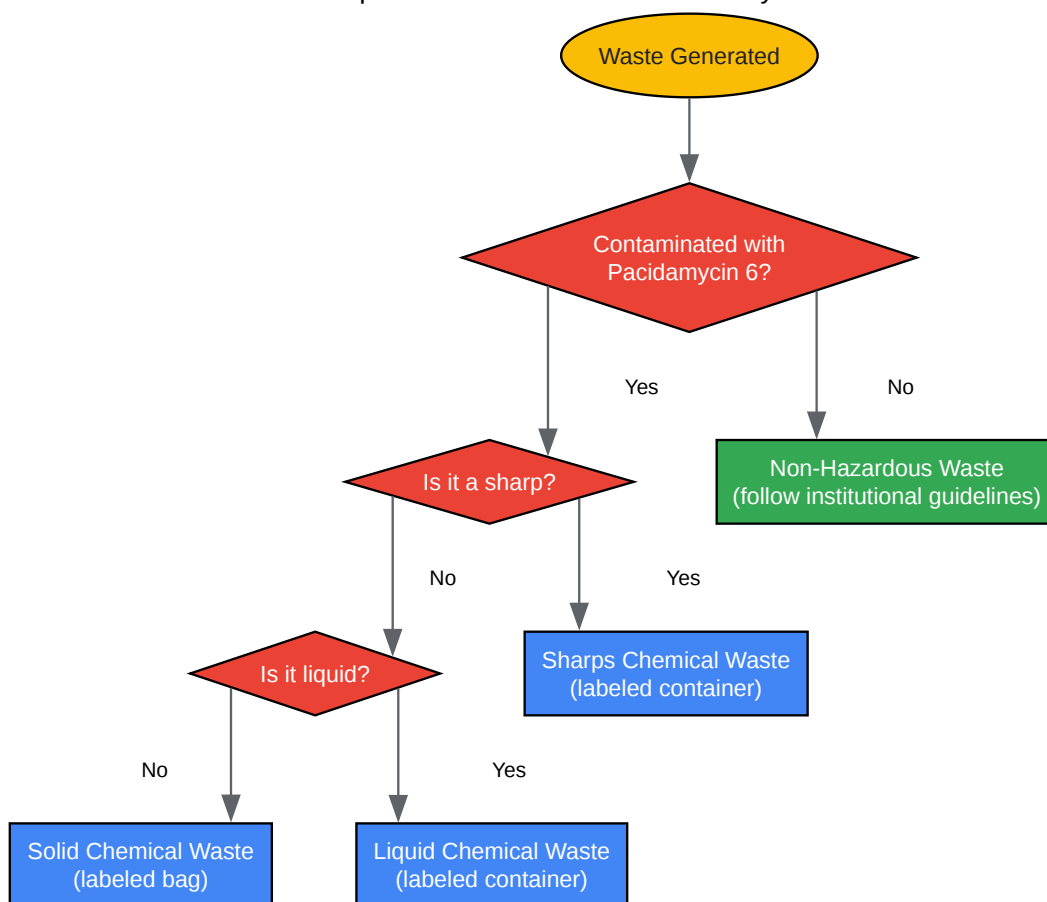 Waste Generated
Contaminated with
Pacidamycin 6?
Yes
No
Is it a sharp?
Non-Hazardous Waste
(follow institutional guidelines)
No
Yes
Is it liquid?
Sharps Chemical Waste
(labeled container)
No
Yes
Solid Chemical Waste
(labeled bag)
Liquid Chemical Waste
(labeled container)